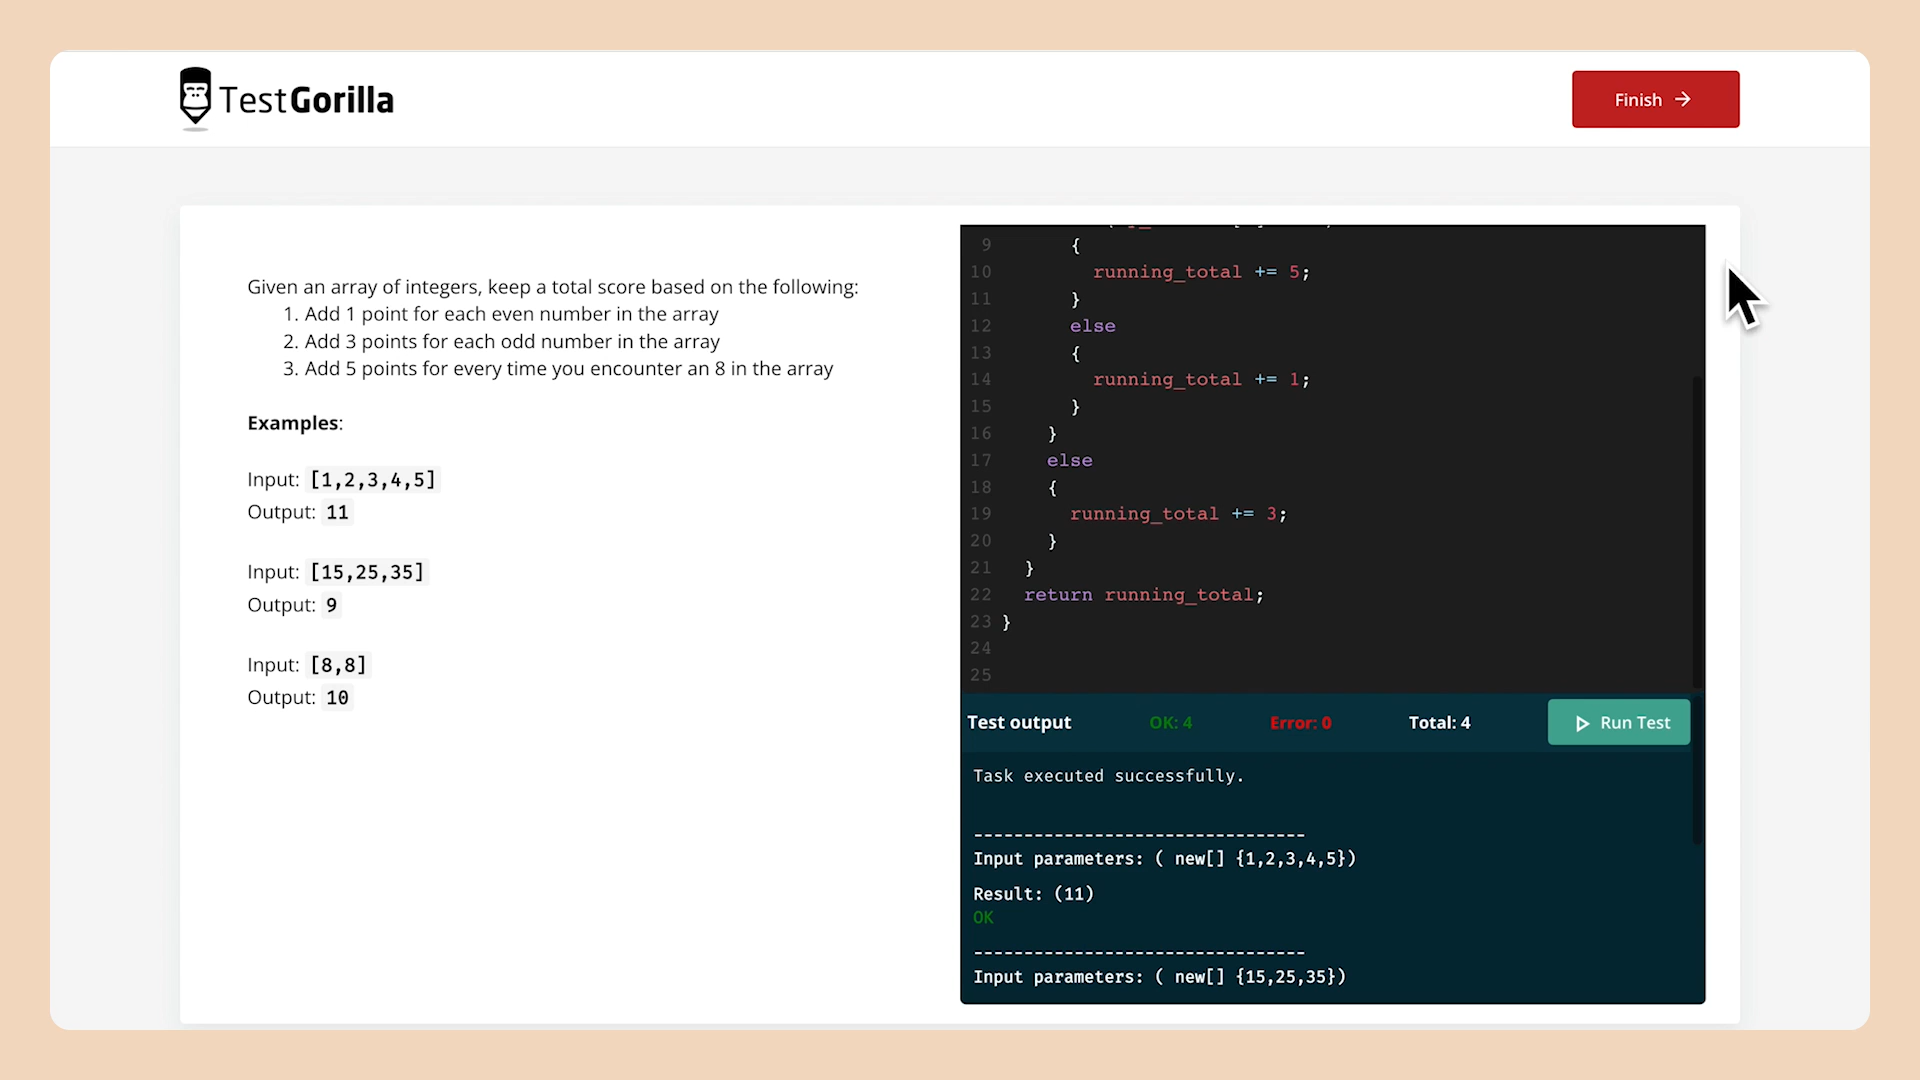 TestGorilla
Finish
Given an array of integers, keep a total score based on the following:
1. Add 1 point for each even number in the array
2. Add 3 points for each odd number in the array
3. Add 5 points for every time you encounter an 8 in the array
Examples:
Input: [1,2,3,4,5]
Output: 11
Input: [15,25,35]
Output: 9
Input: [8,8]
Output: 10
9 {
10 running_total += 5;
11 }
12 else
13 {
14 running_total += 1;
15 }
16 }
17 else
18 {
19 running_total += 3;
20 }
21 }
22 return running_total;
23 }
24
25
Test output OK: 4 Error: 0 Total: 4 Run Test
Task executed successfully.
---------------------------------
Input parameters: ( new[] {1,2,3,4,5})
Result: (11)
OK
---------------------------------
Input parameters: ( new[] {15,25,35})